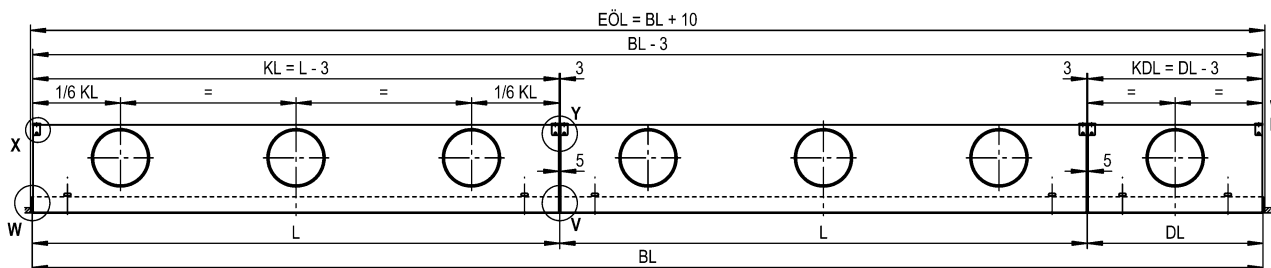 EÖL = BL + 10
BL - 3
KL = L - 3 3 3 KDL = DL - 3
1/6 KL = = 1/6 KL = =
Y
X
5 5
W V
L L DL
BL